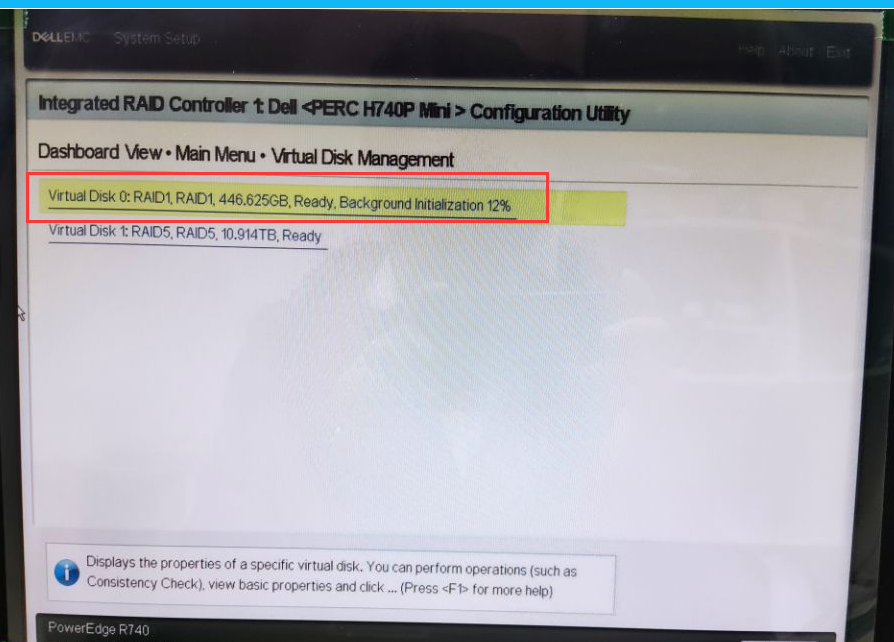 DELLEMC System Setup
Help About Exit
Integrated RAID Controller 1: Dell <PERC H740P Mini > Configuration Utility
Dashboard View • Main Menu • Virtual Disk Management
Virtual Disk 0: RAID1, RAID1, 446.625GB, Ready, Background Initialization 12%
Virtual Disk 1: RAID5, RAID5, 10.914TB, Ready
Displays the properties of a specific virtual disk. You can perform operations (such as
Consistency Check), view basic properties and click ... (Press <F1> for more help)
PowerEdge R740